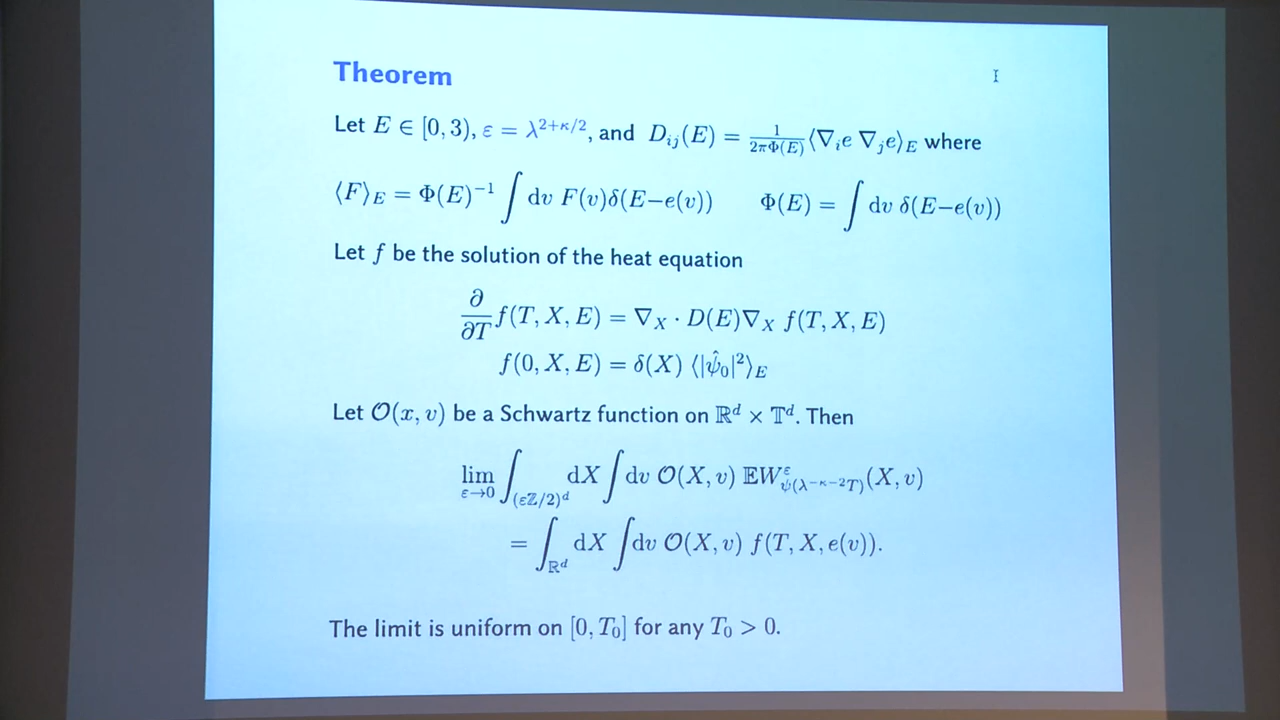 Theorem
Let E ∈ [0, 3), ε = λ^{2+κ/2}, and D_{ij}(E) = \frac{1}{2πΦ(E)} ⟨∇_i e ∇_j e⟩_E where
⟨F⟩_E = Φ(E)^{-1} ∫ dv F(v)δ(E−e(v))   Φ(E) = ∫ dv δ(E−e(v))
Let f be the solution of the heat equation
\frac{∂}{∂T} f(T, X, E) = ∇_X · D(E)∇_X f(T, X, E)
f(0, X, E) = δ(X) ⟨|\hat{ψ}_0|^2⟩_E
Let 𝒪(x, v) be a Schwartz function on ℝ^d × 𝕋^d. Then
lim_{ε→0} ∫_{(εℤ/2)^d} dX ∫ dv 𝒪(X, v) 𝔼W^ε_{ψ(λ^{−κ−2}T)}(X, v)
= ∫_{ℝ^d} dX ∫ dv 𝒪(X, v) f(T, X, e(v)).
The limit is uniform on [0, T_0] for any T_0 > 0.